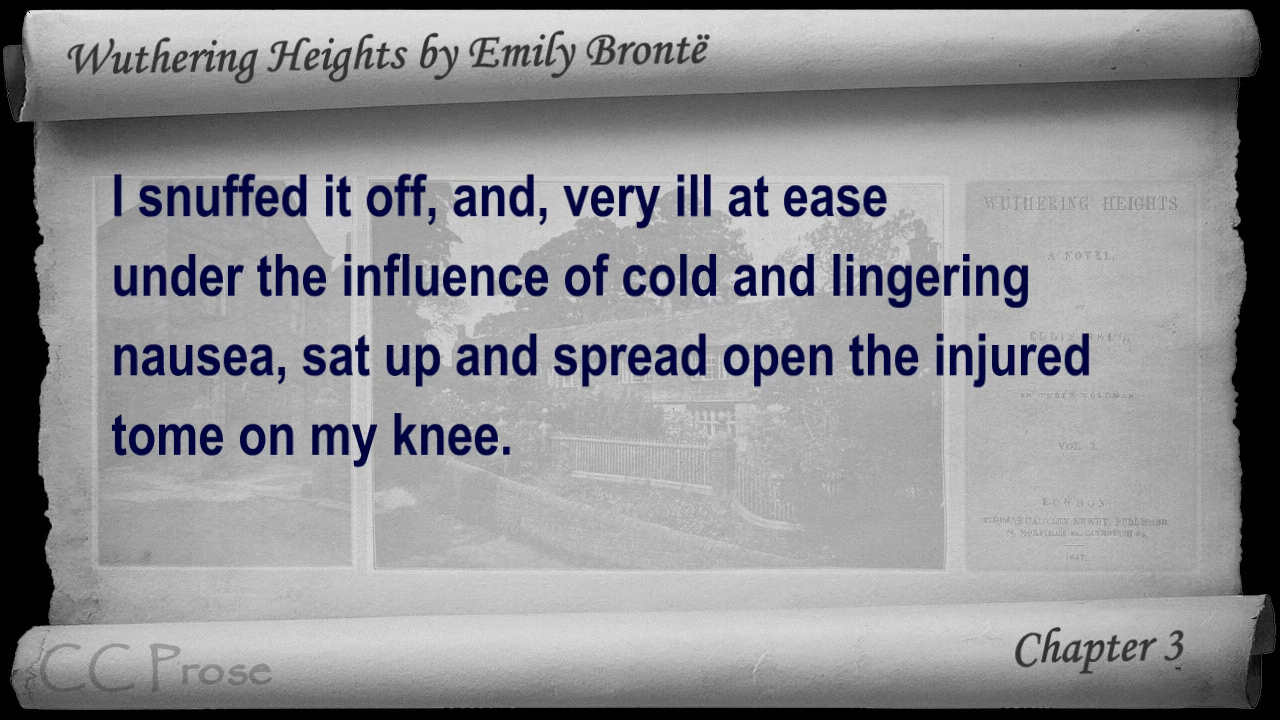 Wuthering Heights by Emily Brontë
I snuffed it off, and, very ill at ease
under the influence of cold and lingering
nausea, sat up and spread open the injured
tome on my knee.
WUTHERING HEIGHTS
A NOVEL,
VOL. I.
LONDON:
1847.
Chapter 3
CC Prose